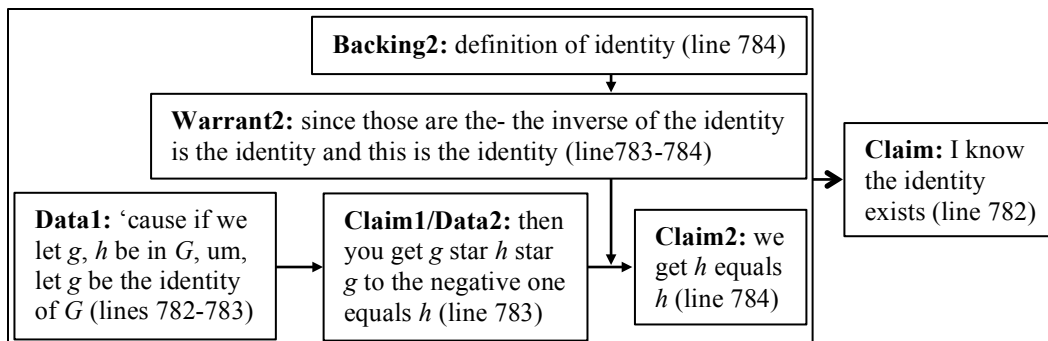 Backing2: definition of identity (line 784)
Warrant2: since those are the- the inverse of the identity
is the identity and this is the identity (line783-784)
Claim: I know
the identity
exists (line 782)
Data1: ‘cause if we
let g, h be in G, um,
let g be the identity
of G (lines 782-783)
Claim1/Data2: then
you get g star h star
g to the negative one
equals h (line 783)
Claim2: we
get h equals
h (line 784)